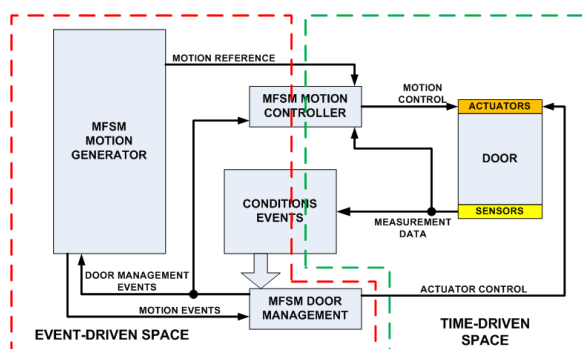 MOTION REFERENCE
MFSM
MOTION
GENERATOR
MFSM MOTION
CONTROLLER
MOTION
CONTROL
ACTUATORS
DOOR
SENSORS
CONDITIONS
EVENTS
MEASUREMENT
DATA
DOOR MANAGEMENT
EVENTS
MOTION EVENTS
MFSM DOOR
MANAGEMENT
ACTUATOR CONTROL
EVENT-DRIVEN SPACE
TIME-DRIVEN
SPACE